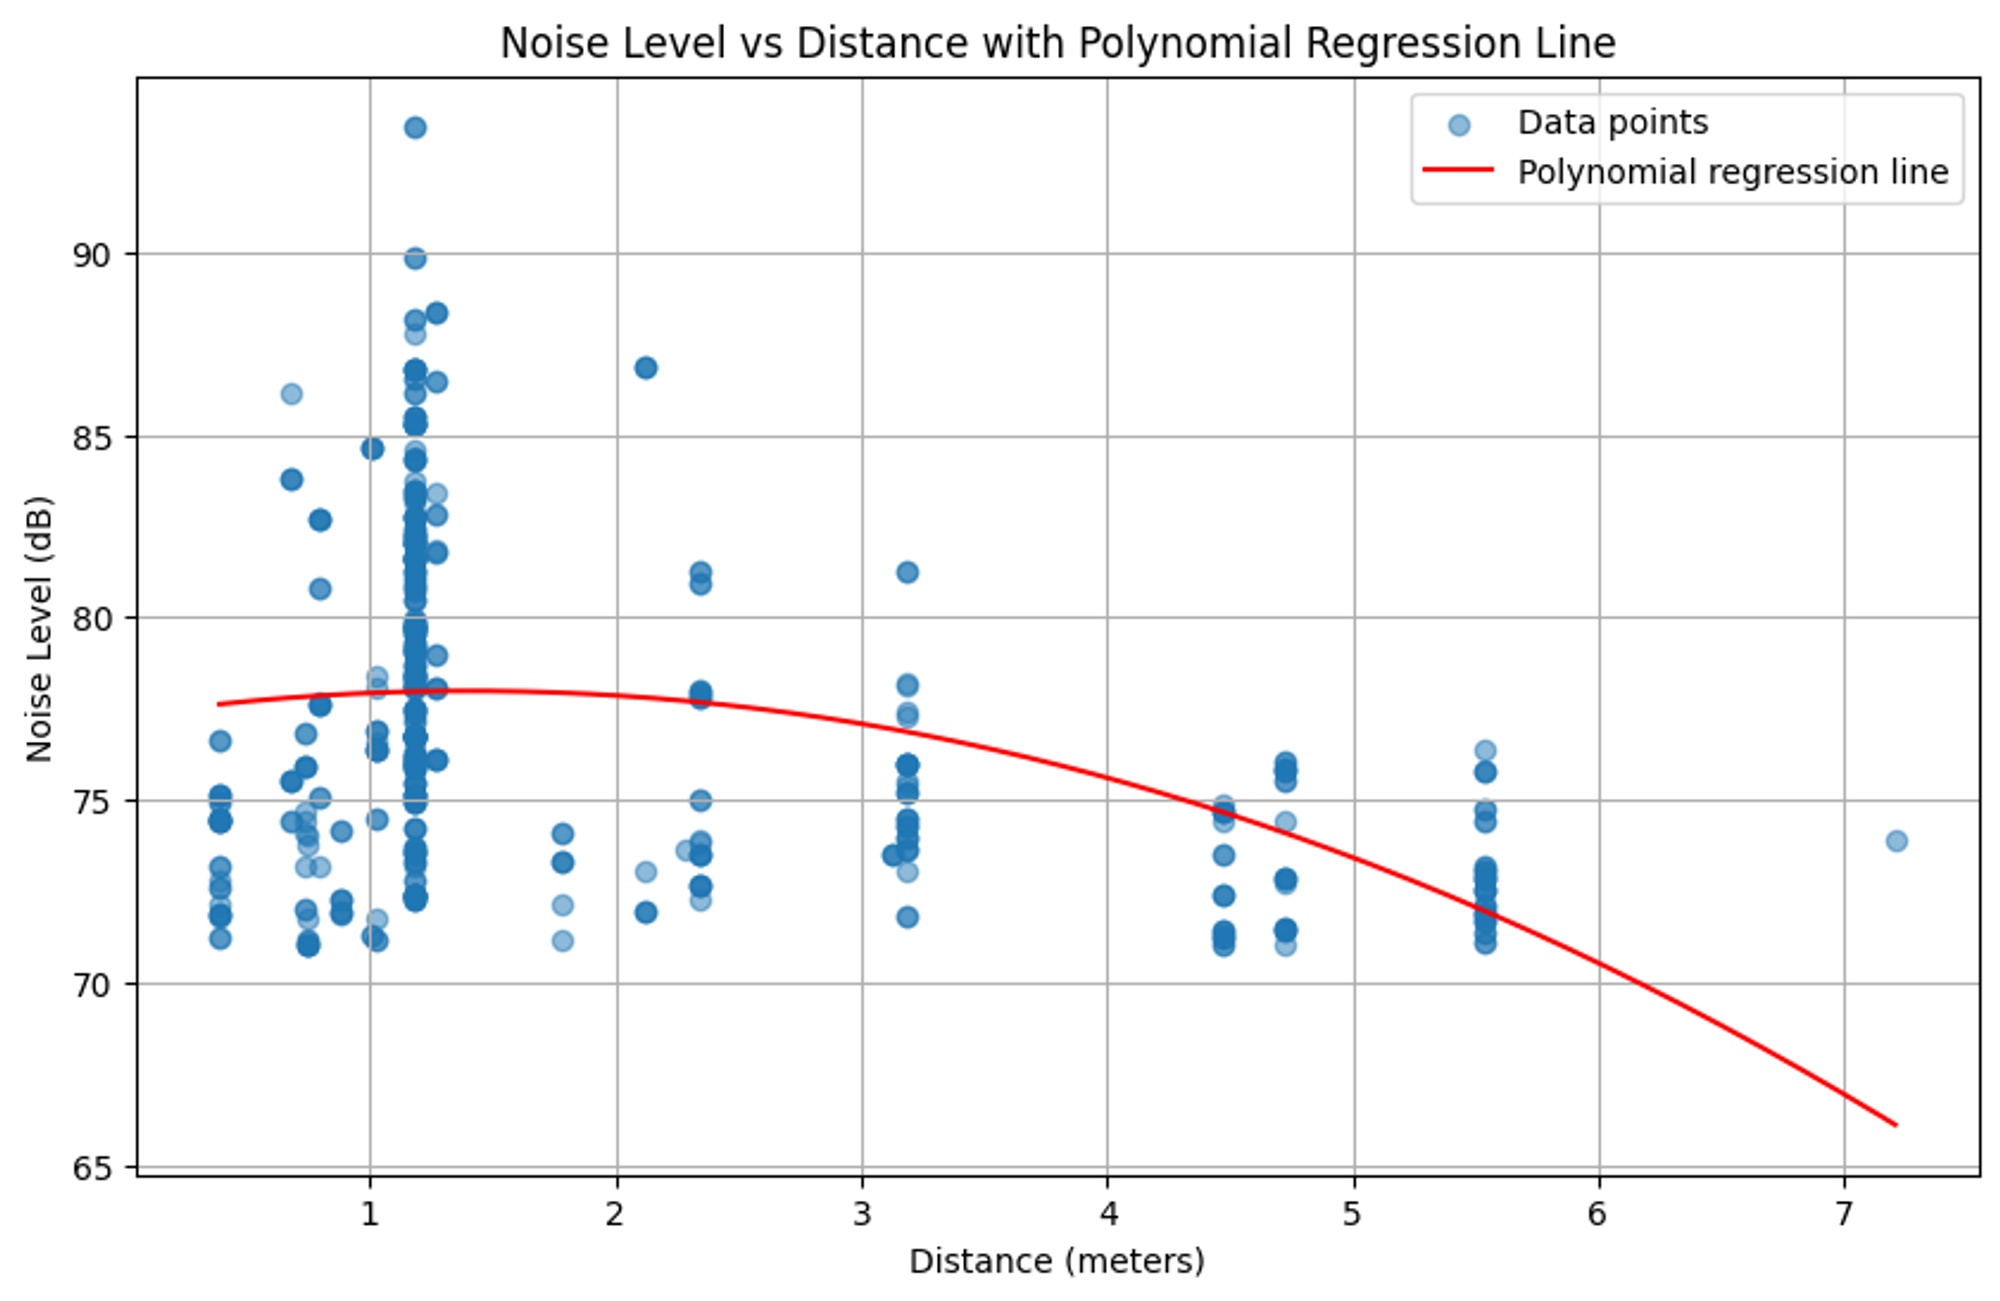 Noise Level vs Distance with Polynomial Regression Line
Data points
Polynomial regression line
Noise Level (dB)
90
85
80
75
70
65
1 2 3 4 5 6 7
Distance (meters)